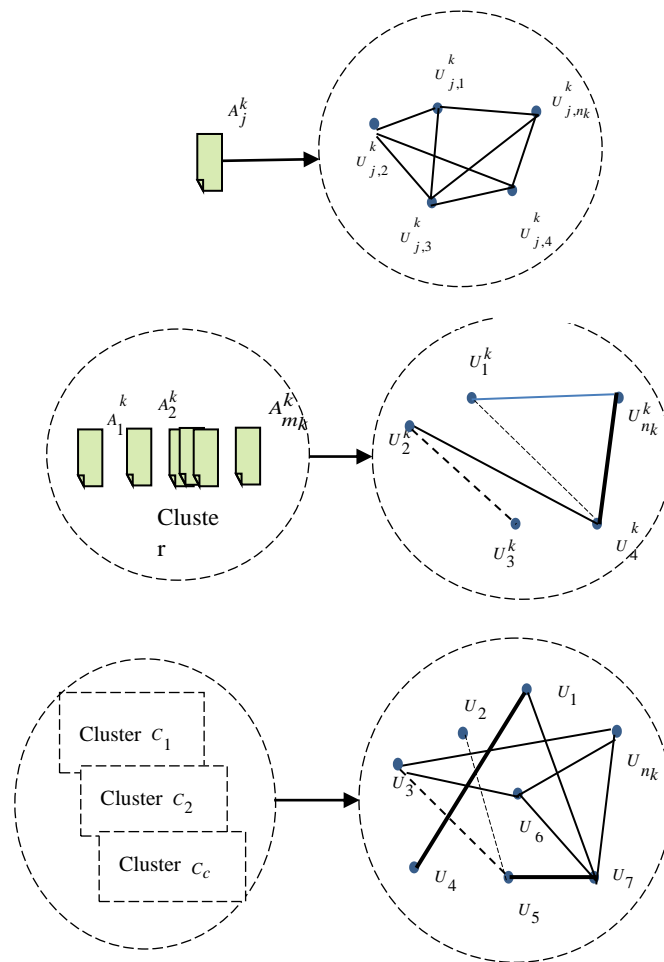 A_j^k
U_{j,1}^k
U_{j,n_k}^k
U_{j,2}^k
U_{j,3}^k
U_{j,4}^k
A_1^k
A_2^k
A_{m_k}^k
Cluste
r
U_1^k
U_{n_k}^k
U_2^k
U_3^k
U_4^k
Cluster C_1
Cluster C_2
Cluster C_c
U_1
U_2
U_{n_k}
U_3
U_6
U_4
U_7
U_5